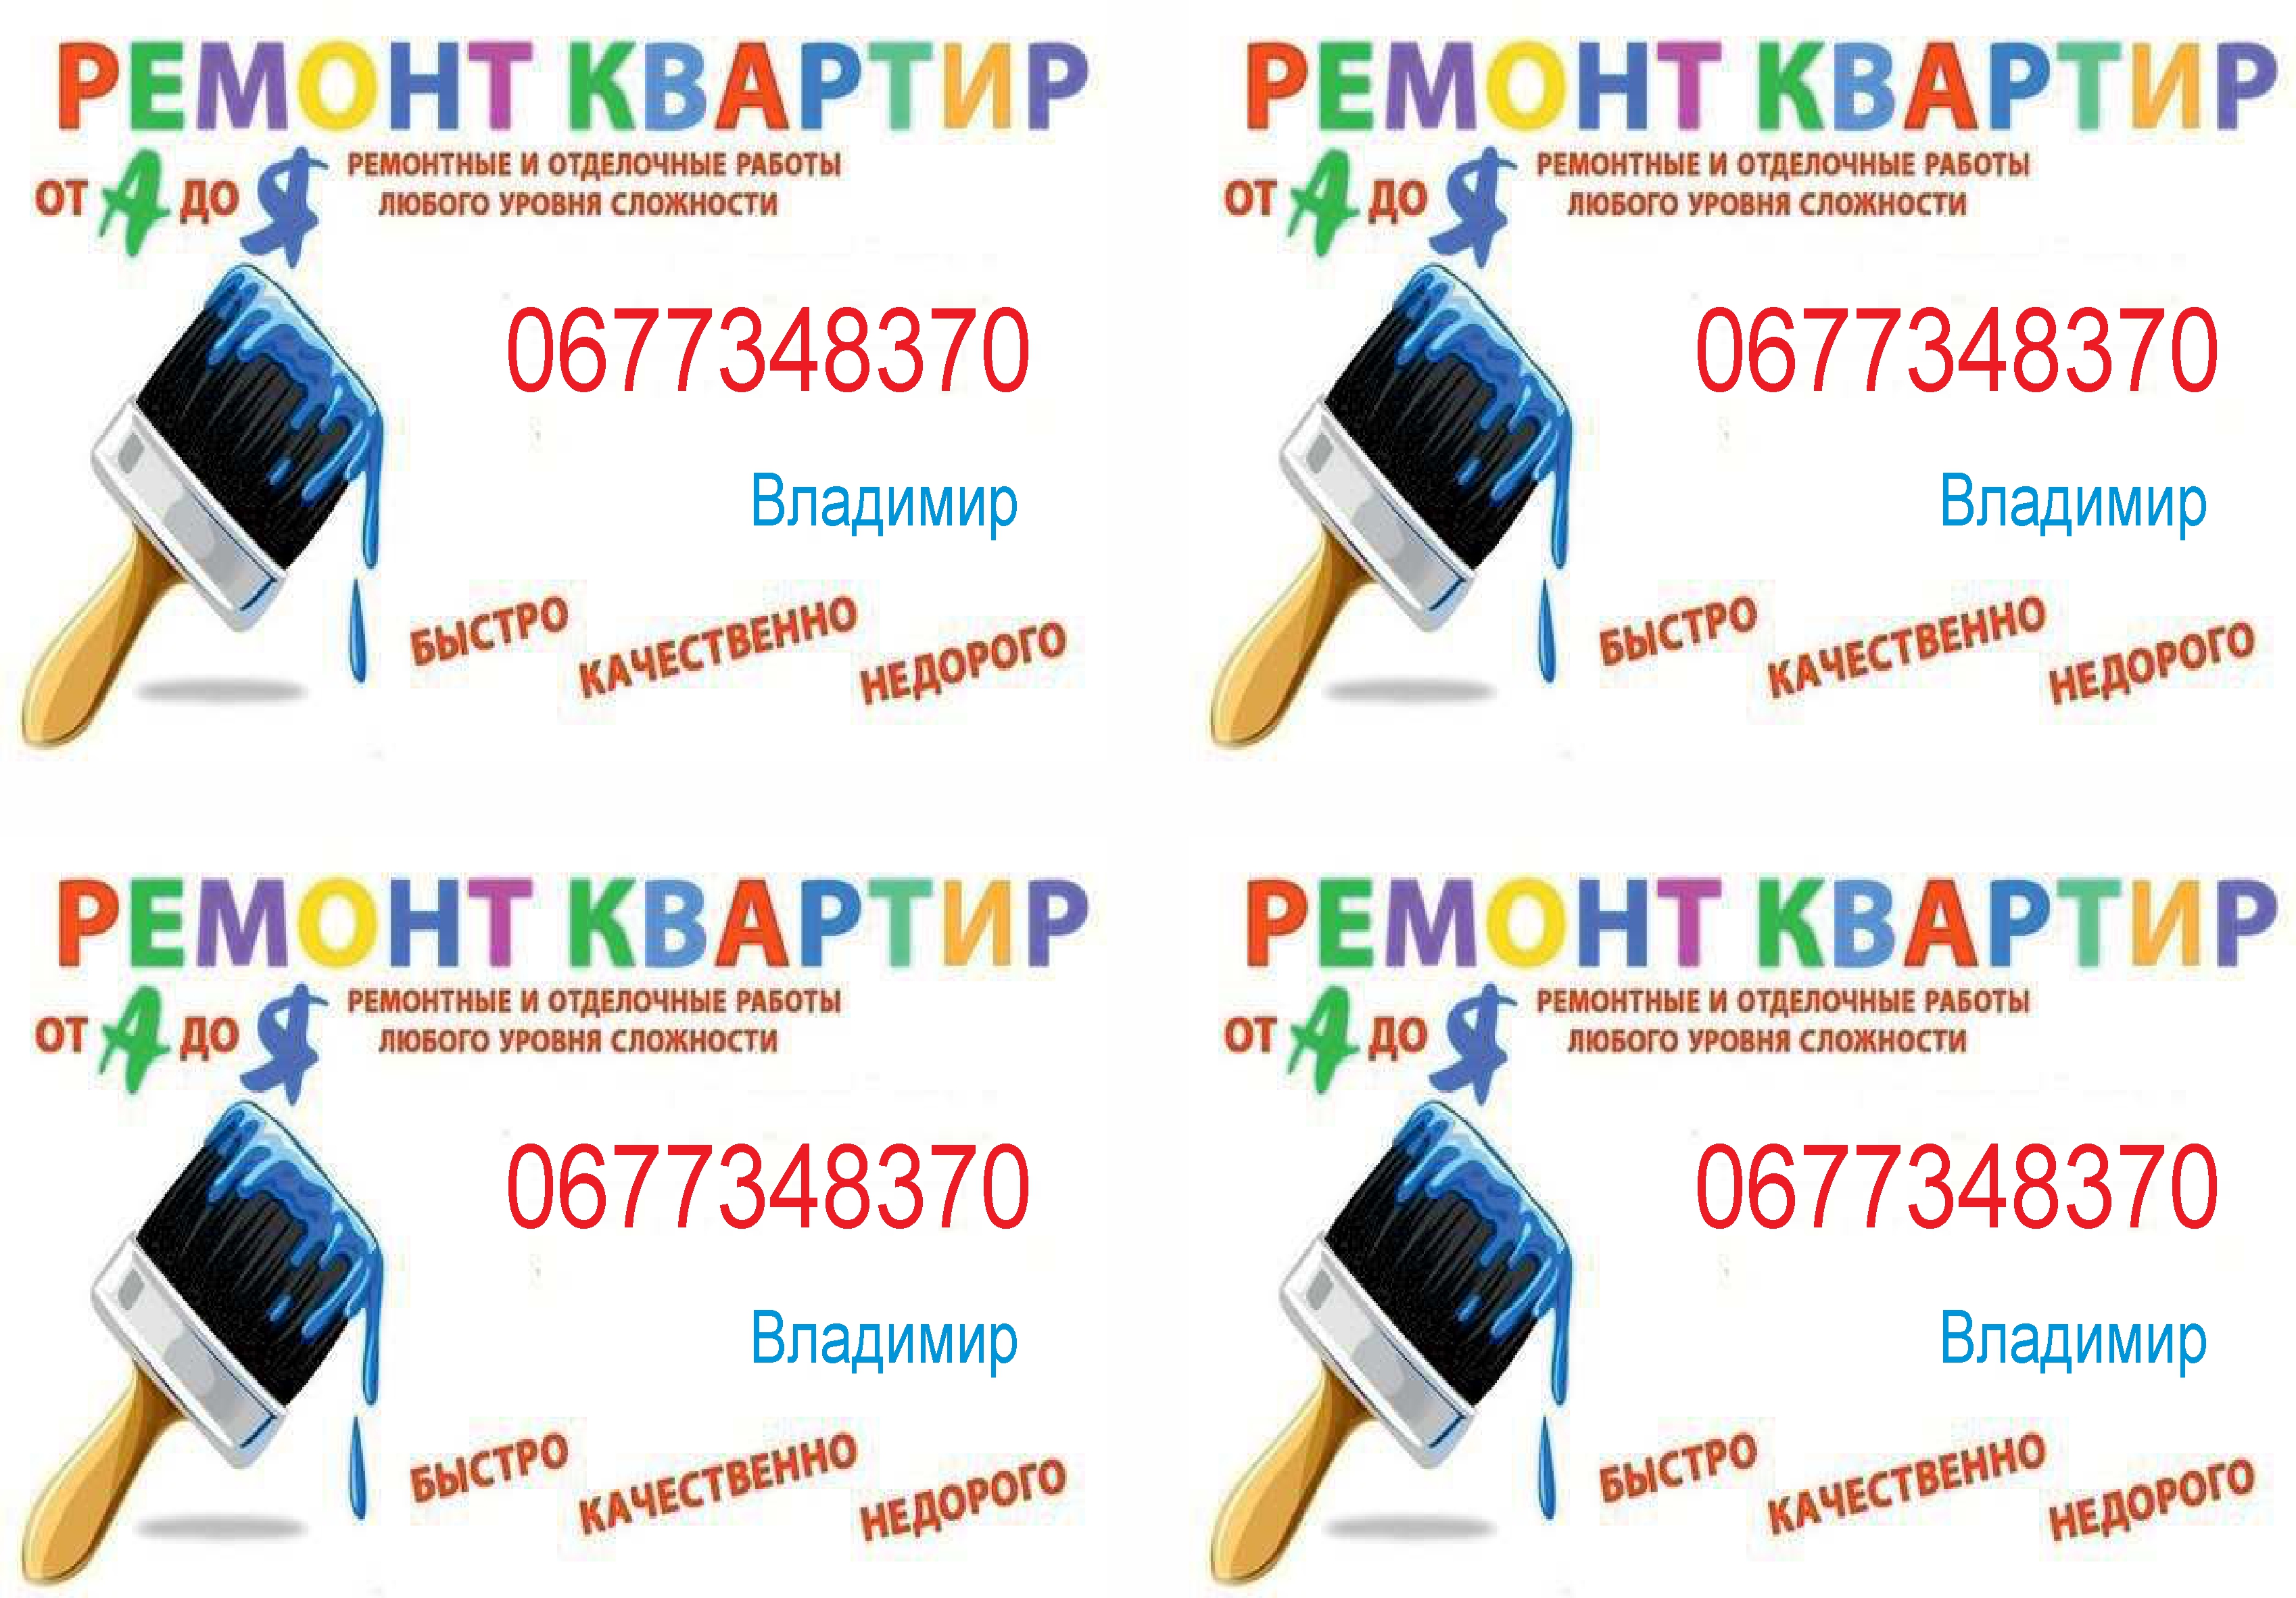 РЕМОНТ КВАРТИР
ОТ А ДО Я
РЕМОНТНЫЕ И ОТДЕЛОЧНЫЕ РАБОТЫ
ЛЮБОГО УРОВНЯ СЛОЖНОСТИ
0677348370
Владимир
БЫСТРО КАЧЕСТВЕННО НЕДОРОГО
РЕМОНТ КВАРТИР
ОТ А ДО Я
РЕМОНТНЫЕ И ОТДЕЛОЧНЫЕ РАБОТЫ
ЛЮБОГО УРОВНЯ СЛОЖНОСТИ
0677348370
Владимир
БЫСТРО КАЧЕСТВЕННО НЕДОРОГО
РЕМОНТ КВАРТИР
ОТ А ДО Я
РЕМОНТНЫЕ И ОТДЕЛОЧНЫЕ РАБОТЫ
ЛЮБОГО УРОВНЯ СЛОЖНОСТИ
0677348370
Владимир
БЫСТРО КАЧЕСТВЕННО НЕДОРОГО
РЕМОНТ КВАРТИР
ОТ А ДО Я
РЕМОНТНЫЕ И ОТДЕЛОЧНЫЕ РАБОТЫ
ЛЮБОГО УРОВНЯ СЛОЖНОСТИ
0677348370
Владимир
БЫСТРО КАЧЕСТВЕННО НЕДОРОГО